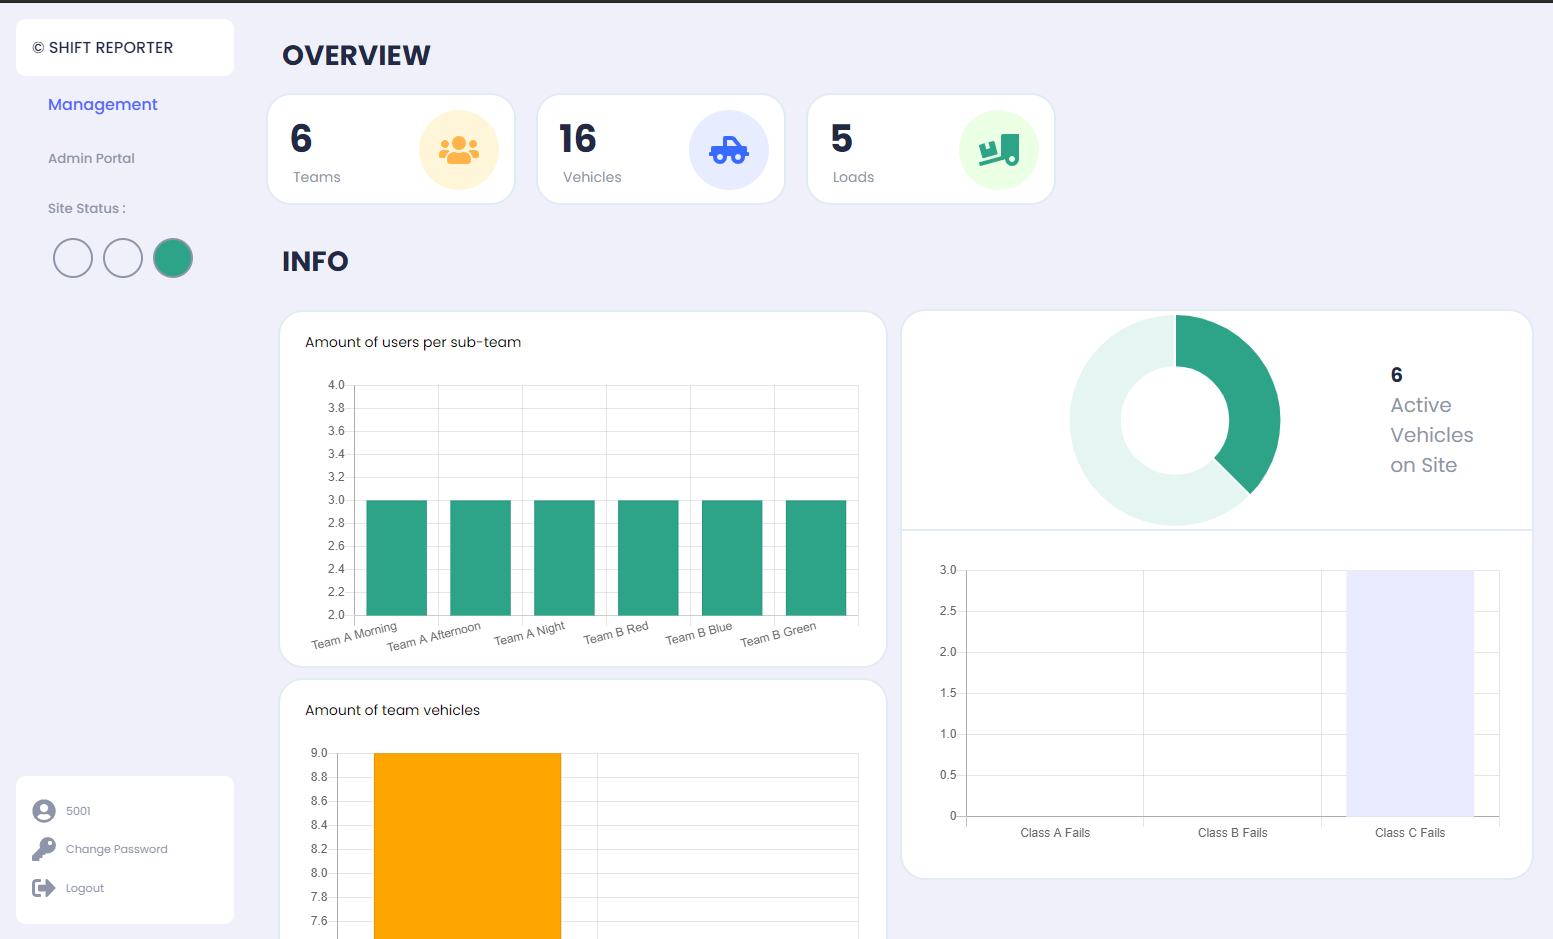 © SHIFT REPORTER
Management
Admin Portal
Site Status :
5001
Change Password
Logout
OVERVIEW
6
Teams
16
Vehicles
5
Loads
INFO
Amount of users per sub-team
4.0
3.8
3.6
3.4
3.2
3.0
2.8
2.6
2.4
2.2
2.0
Team A Morning
Team A Afternoon
Team A Night
Team B Red
Team B Blue
Team B Green
Amount of team vehicles
9.0
8.8
8.6
8.4
8.2
8.0
7.8
7.6
6
Active
Vehicles
on Site
3.0
2.5
2.0
1.5
1.0
0.5
0
Class A Fails
Class B Fails
Class C Fails